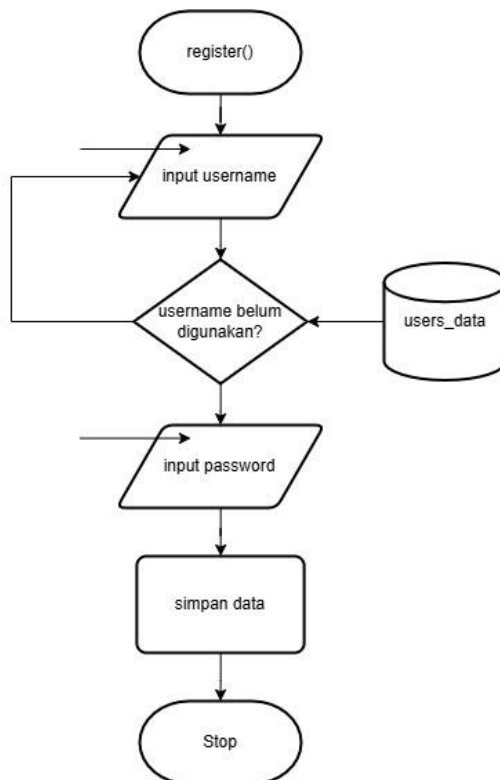 register()
input username
username belum
digunakan?
users_data
input password
simpan data
Stop